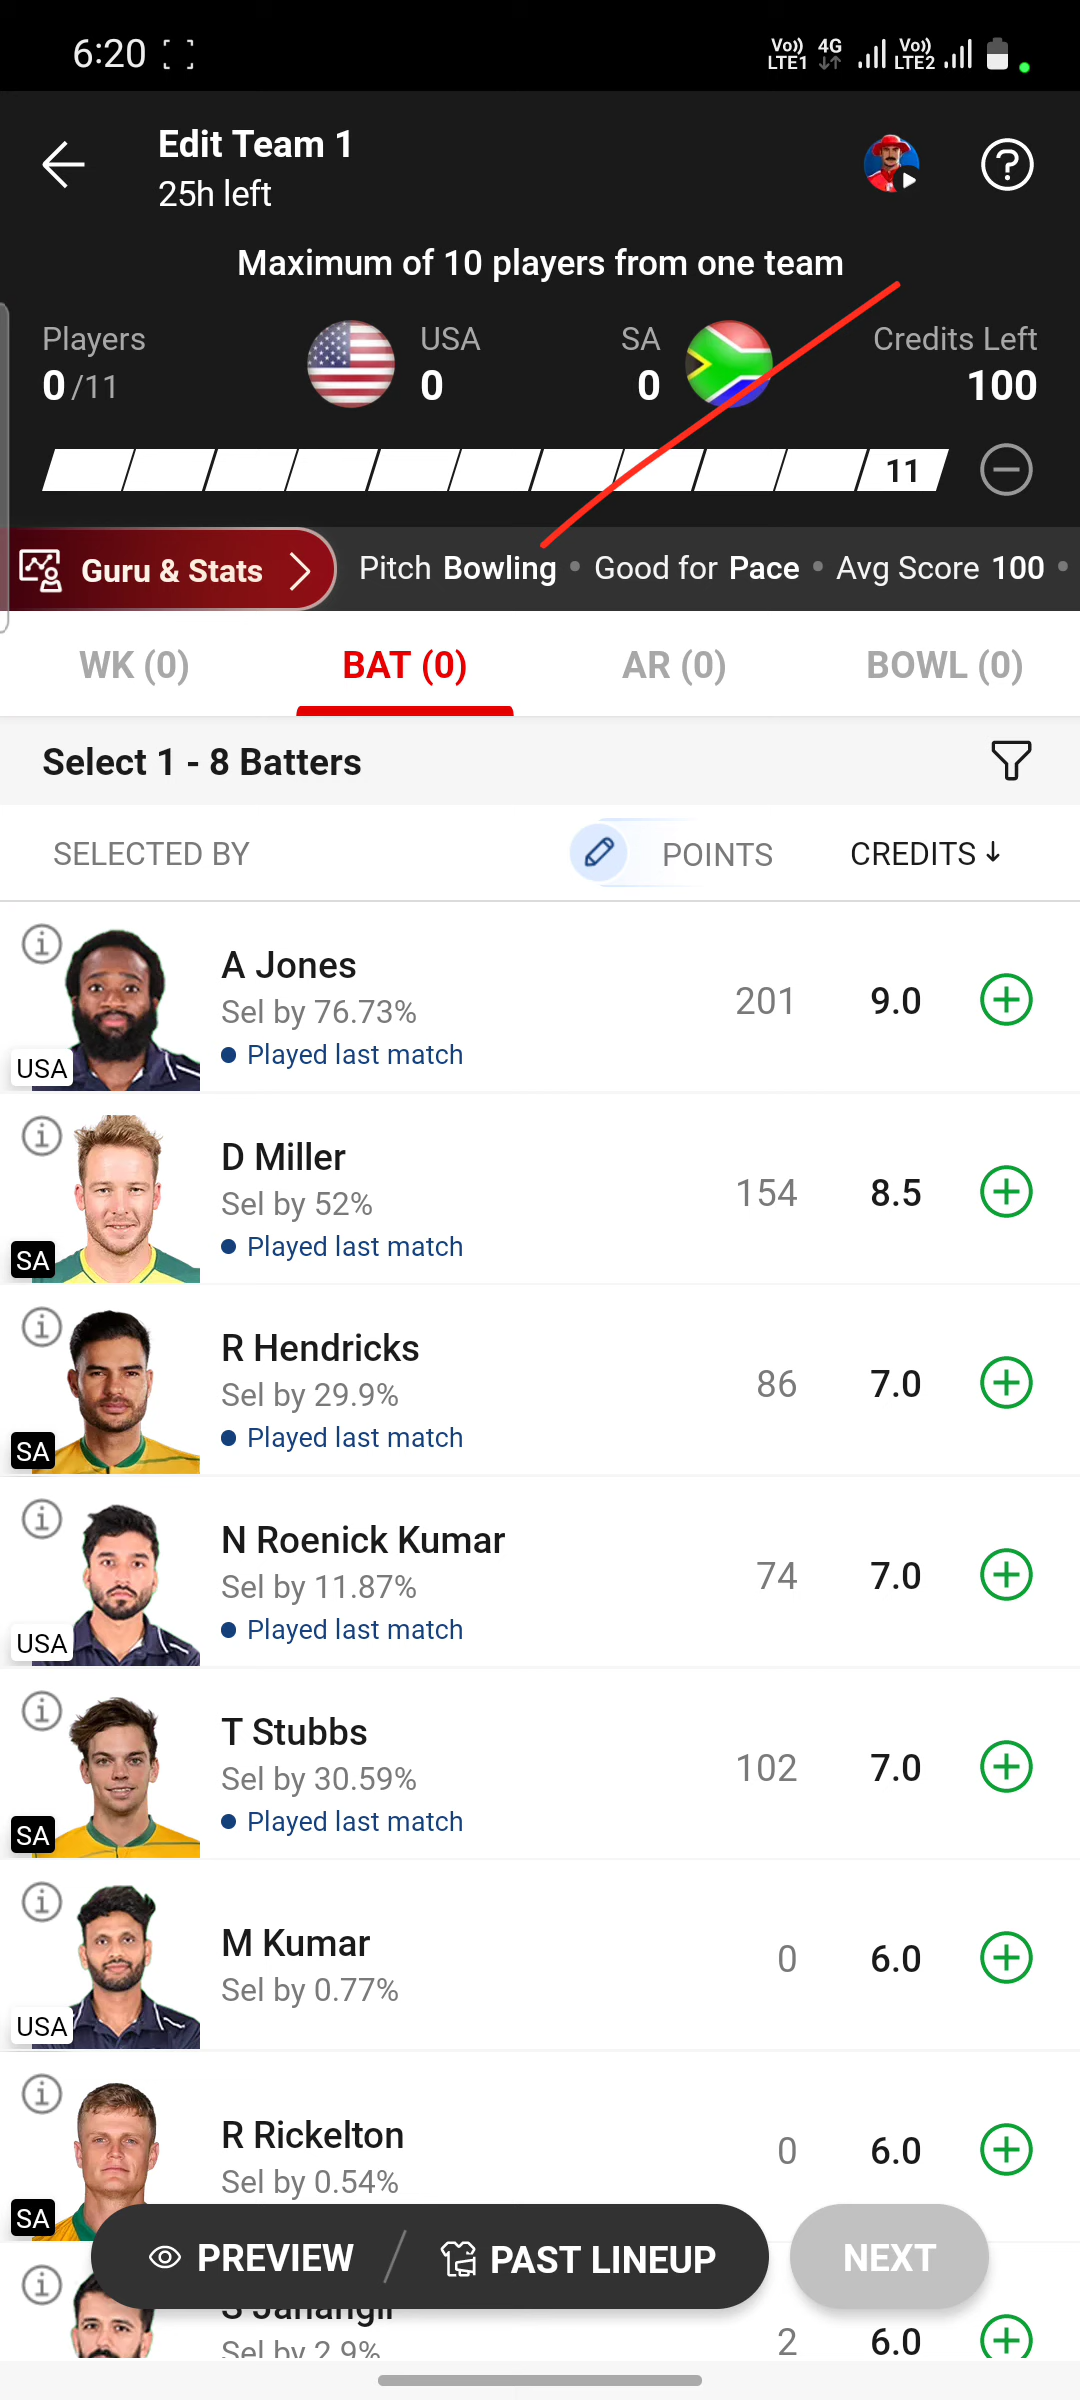 6:20
Vo)) LTE1 4G Vo)) LTE2
Edit Team 1
25h left
Maximum of 10 players from one team
Players USA SA Credits Left
0/11 0 0 100
11
Guru & Stats Pitch Bowling • Good for Pace • Avg Score 100 •
WK (0) BAT (0) AR (0) BOWL (0)
Select 1 - 8 Batters
SELECTED BY POINTS CREDITS ↓
A Jones
Sel by 76.73% 201 9.0
• Played last match
USA
D Miller
Sel by 52% 154 8.5
• Played last match
SA
R Hendricks
Sel by 29.9% 86 7.0
• Played last match
SA
N Roenick Kumar
Sel by 11.87% 74 7.0
• Played last match
USA
T Stubbs
Sel by 30.59% 102 7.0
• Played last match
SA
M Kumar
Sel by 0.77% 0 6.0
USA
R Rickelton
Sel by 0.54% 0 6.0
SA
PREVIEW / PAST LINEUP NEXT
Sel by 2.9% 2 6.0